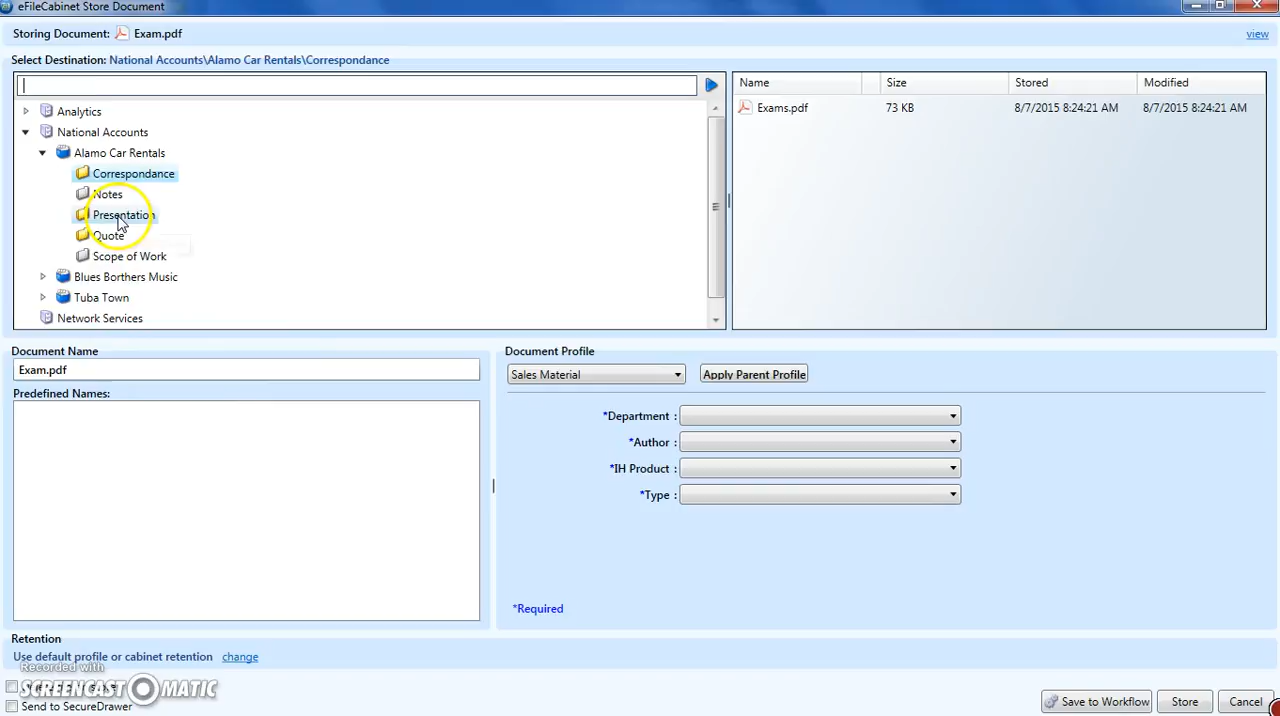 eFileCabinet Store Document
Storing Document: Exam.pdf view
Select Destination: National Accounts\Alamo Car Rentals\Correspondance
Name Size Stored Modified
Analytics
Exams.pdf 73 KB 8/7/2015 8:24:21 AM 8/7/2015 8:24:21 AM
National Accounts
Alamo Car Rentals
Correspondance
Notes
Presentation
Quote
Scope of Work
Blues Borthers Music
Tuba Town
Network Services
Document Name
Exam.pdf
Predefined Names:
Document Profile
Sales Material Apply Parent Profile
*Department :
*Author :
*IH Product :
*Type :
*Required
Retention
Use default profile or cabinet retention change
Recorded with
SCREENCAST MATIC
Send to SecureDrawer
Save to Workflow Store Cancel